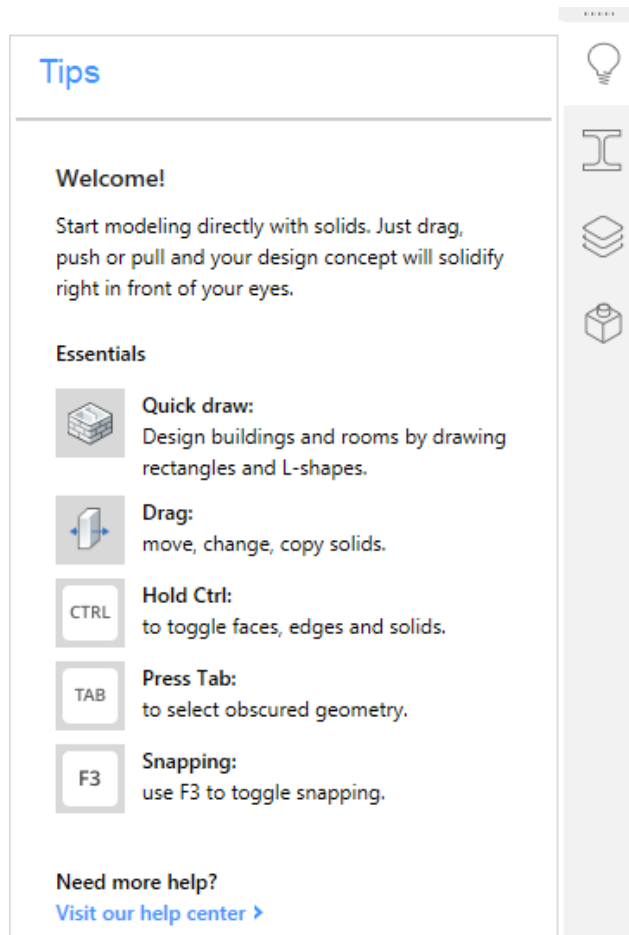 Tips
Welcome!
Start modeling directly with solids. Just drag,
push or pull and your design concept will solidify
right in front of your eyes.
Essentials
Quick draw:
Design buildings and rooms by drawing
rectangles and L-shapes.
Drag:
move, change, copy solids.
CTRL
Hold Ctrl:
to toggle faces, edges and solids.
TAB
Press Tab:
to select obscured geometry.
F3
Snapping:
use F3 to toggle snapping.
Need more help?
Visit our help center >